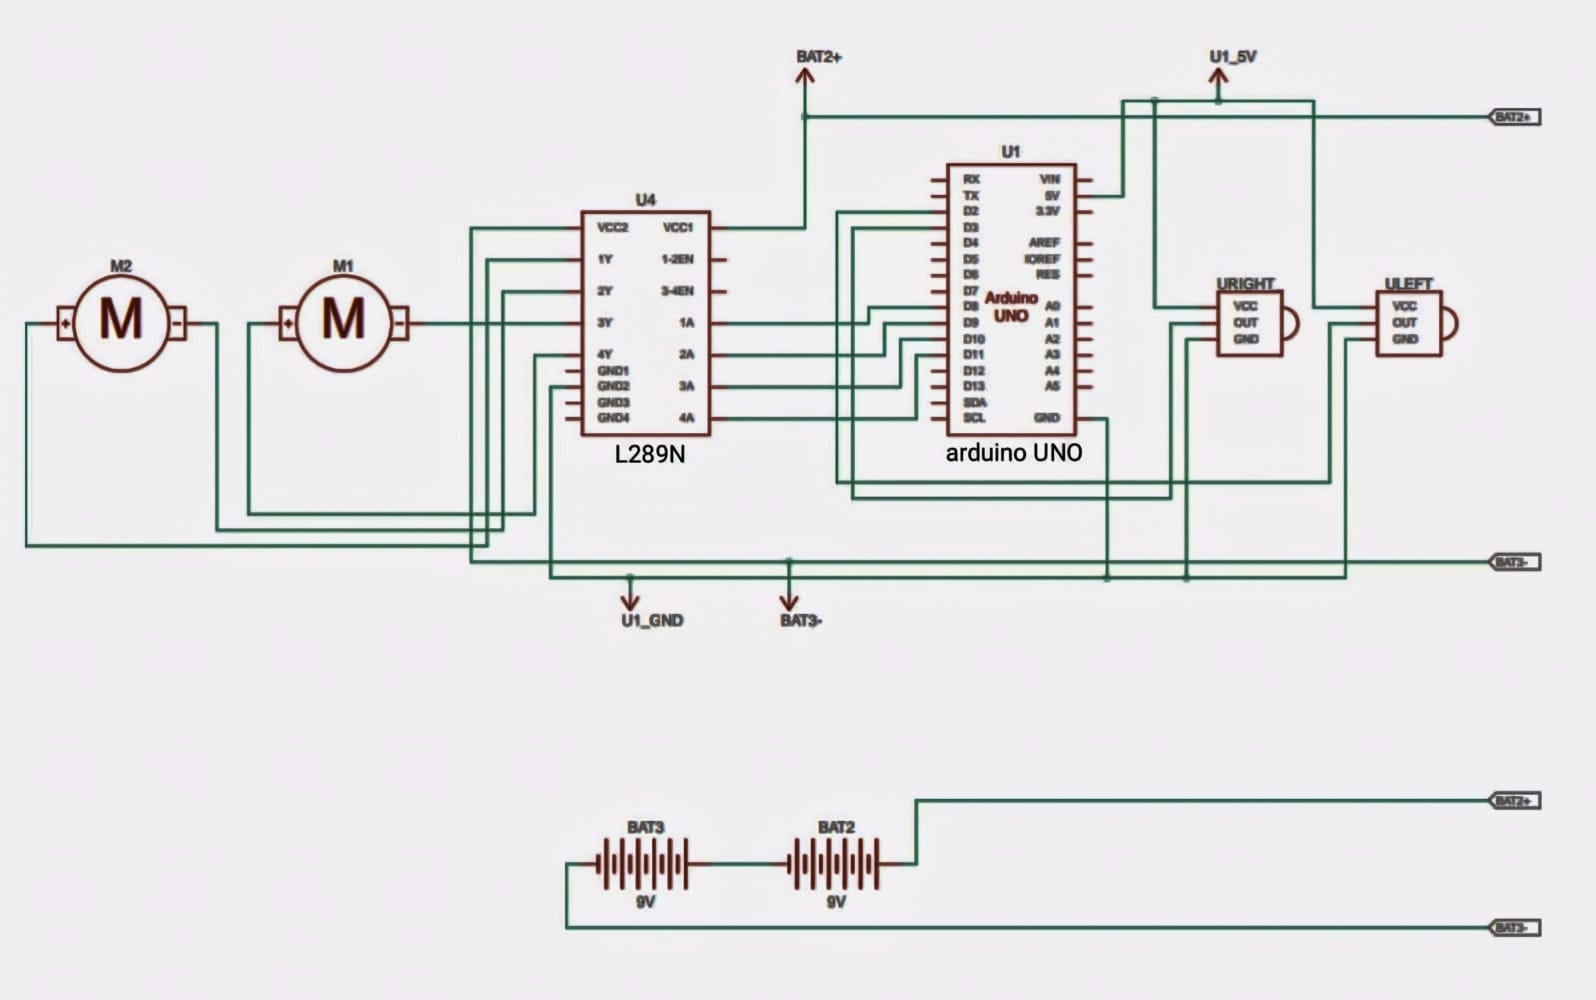 BAT2+
U1_5V
BAT2+
U1
RX VIN
TX 5V
D2 3.3V
D3
D4 AREF
D5 IOREF
D6 RES
D7
D8 A0
D9 A1
D10 A2
D11 A3
D12 A4
D13 A5
SDA
SCL GND
Arduino
UNO
arduino UNO
U4
VCC2 VCC1
1Y 1-2EN
2Y 3-4EN
3Y 1A
4Y 2A
GND1
GND2 3A
GND3
GND4 4A
L289N
M2
+ M -
M1
+ M -
URIGHT
VCC
OUT
GND
ULEFT
VCC
OUT
GND
BAT3-
U1_GND
BAT3-
BAT2+
BAT3
9V
BAT2
9V
BAT3-